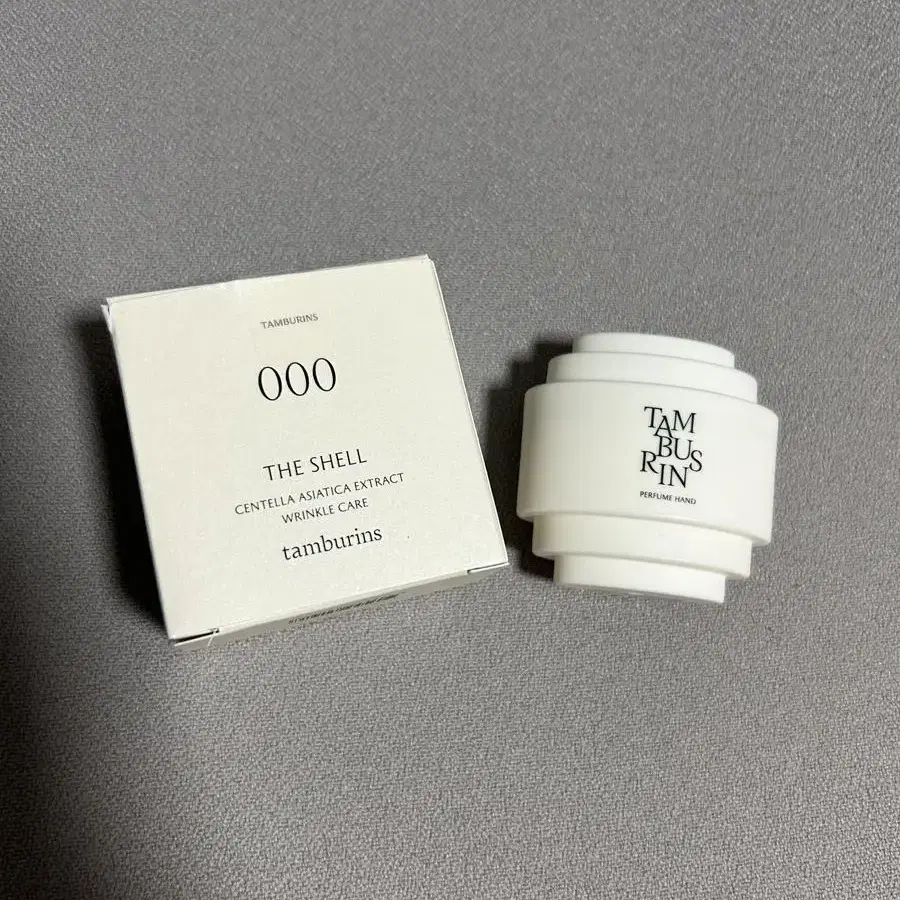 TAMBURINS
000
THE SHELL
CENTELLA ASIATICA EXTRACT
WRINKLE CARE
tamburins
TAM
BUS
RIN
PERFUME HAND